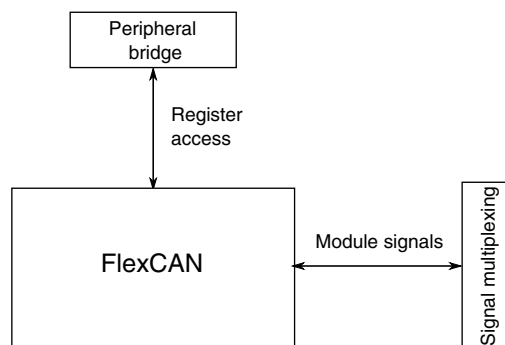 Peripheral
bridge
Register
access
FlexCAN
Module signals
Signal multiplexing